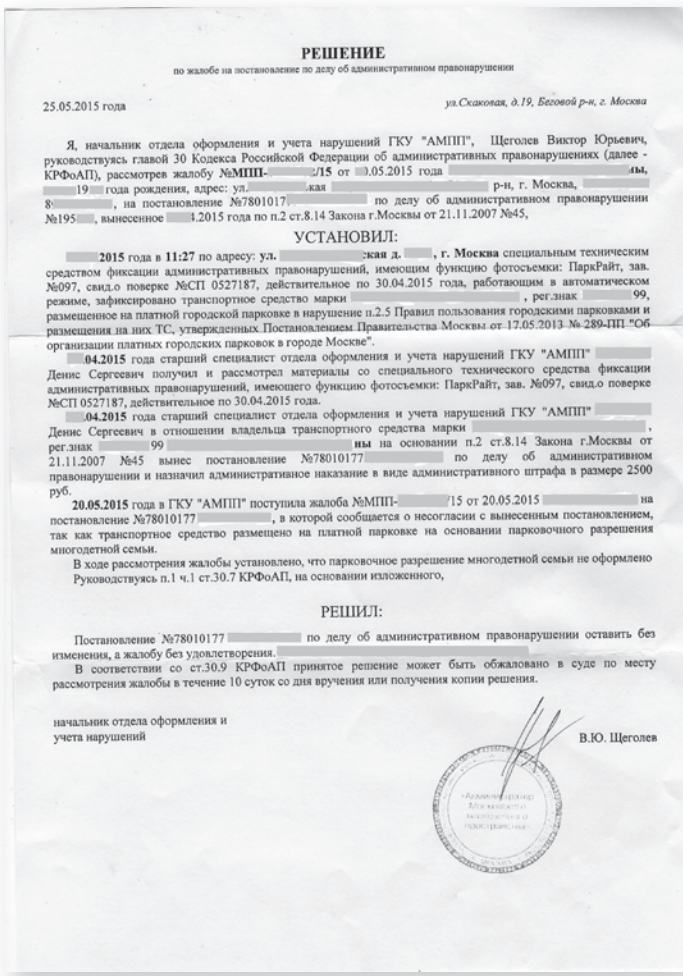 РЕШЕНИЕ
по жалобе на постановление по делу об административном правонарушении
25.05.2015 года
ул.Скаковая, д.19, Беговой р-н, г. Москва
Я, начальник отдела оформления и учета нарушений ГКУ "АМПП", Щеголев Виктор Юрьевич,
руководствуясь главой 30 Кодекса Российской Федерации об административных правонарушениях (далее -
КРФоАП), рассмотрев жалобу №МПП- /15 от .05.2015 года ны,
19 года рождения, адрес: ул. кая р-н, г. Москва,
8 , на постановление №7801017 по делу об административном правонарушении
№195 , вынесенное .2015 года по п.2 ст.8.14 Закона г.Москвы от 21.11.2007 №45,
УСТАНОВИЛ:
2015 года в 11:27 по адресу: ул. ская д. , г. Москва специальным техническим
средством фиксации административных правонарушений, имеющим функцию фотосъемки: ПаркРайт, зав.
№097, свид.о поверке №СП 0527187, действительное по 30.04.2015 года, работающим в автоматическом
режиме, зафиксировано транспортное средство марки , рег.знак 99,
размещенное на платной городской парковке в нарушение п.2.5 Правил пользования городскими парковками и
размещения на них ТС, утвержденных Постановлением Правительства Москвы от 17.05.2013 № 289-ПП "Об
организации платных городских парковок в городе Москве".
.04.2015 года старший специалист отдела оформления и учета нарушений ГКУ "АМПП"
Денис Сергеевич получил и рассмотрел материалы со специального технического средства фиксации
административных правонарушений, имеющего функцию фотосъемки: ПаркРайт, зав. №097, свид.о поверке
№СП 0527187, действительное по 30.04.2015 года.
.04.2015 года старший специалист отдела оформления и учета нарушений ГКУ "АМПП"
Денис Сергеевич в отношении владельца транспортного средства марки ,
рег.знак 99 ны на основании п.2 ст.8.14 Закона г.Москвы от
21.11.2007 №45 вынес постановление №78010177 по делу об административном
правонарушении и назначил административное наказание в виде административного штрафа в размере 2500
руб.
20.05.2015 года в ГКУ "АМПП" поступила жалоба №МПП- /15 от 20.05.2015 на
постановление №78010177 , в которой сообщается о несогласии с вынесенным постановлением,
так как транспортное средство размещено на платной парковке на основании парковочного разрешения
многодетной семьи.
В ходе рассмотрения жалобы установлено, что парковочное разрешение многодетной семьи не оформлено
Руководствуясь п.1 ч.1 ст.30.7 КРФоАП, на основании изложенного,
РЕШИЛ:
Постановление №78010177 по делу об административном правонарушении оставить без
изменения, а жалобу без удовлетворения.
В соответствии со ст.30.9 КРФоАП принятое решение может быть обжаловано в суде по месту
рассмотрения жалобы в течение 10 суток со дня вручения или получения копии решения.
начальник отдела оформления и
учета нарушений
В.Ю. Щеголев
«Администратор
Московского
парковочного
пространства»
МОСКВА